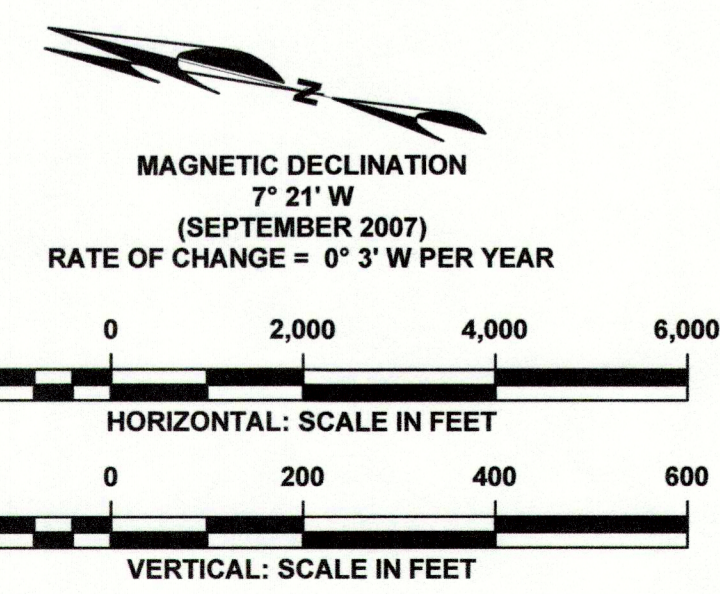 N
MAGNETIC DECLINATION
7° 21' W
(SEPTEMBER 2007)
RATE OF CHANGE = 0° 3' W PER YEAR
0 2,000 4,000 6,000
HORIZONTAL: SCALE IN FEET
0 200 400 600
VERTICAL: SCALE IN FEET